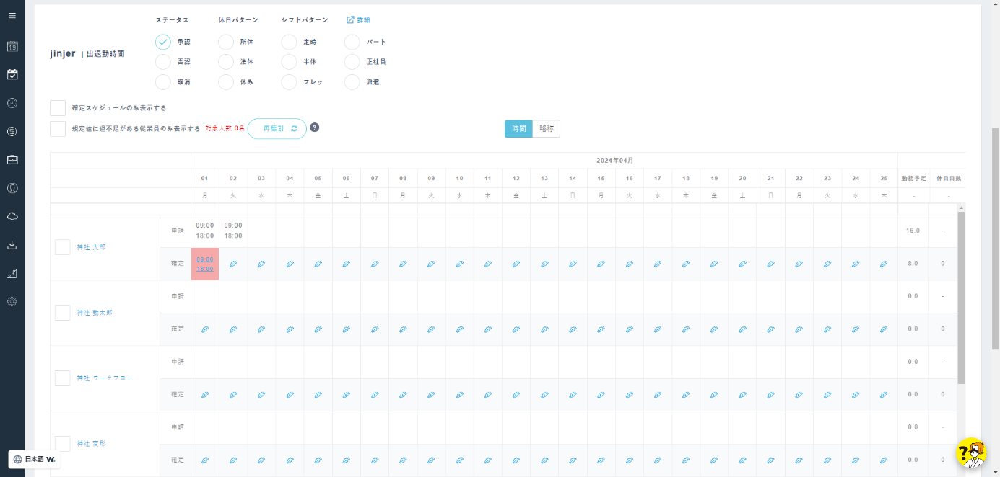 ステータス 休日パターン シフトパターン 詳細
承認 所休 定時 パート
jinjer | 出退勤時間
否認 法休 半休 正社員
取消 休み フレッ 派遣
確定スケジュールのみ表示する
規定値に過不足がある従業員のみ表示する 対象人数 0名 再集計 ? 時間 略称
2024年04月
01 02 03 04 05 06 07 08 09 10 11 12 13 14 15 16 17 18 19 20 21 22 23 24 25 勤務予定 休日日数
月 火 水 木 金 土 日 月 火 水 木 金 土 日 月 火 水 木 金 土 日 月 火 水 木 - -
神社 太郎
申請 09:00 09:00 16.0 -
18:00 18:00
確定 09:00 8.0 0
18:00
神社 勤太郎
申請 0.0 -
確定 0.0 0
神社 ワークフロー
申請 0.0 -
確定 0.0 0
神社 変形
申請 0.0 -
確定 0.0 0
19
日本語 W.
?